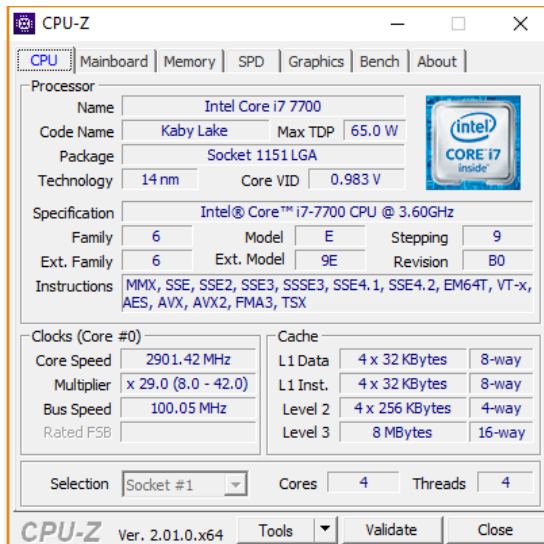 CPU-Z
CPU Mainboard Memory SPD Graphics Bench About
Processor
Name Intel Core i7 7700
Code Name Kaby Lake Max TDP 65.0 W
Package Socket 1151 LGA
Technology 14 nm Core VID 0.983 V
intel
CORE i7
inside
Specification Intel® Core™ i7-7700 CPU @ 3.60GHz
Family 6 Model E Stepping 9
Ext. Family 6 Ext. Model 9E Revision B0
Instructions MMX, SSE, SSE2, SSE3, SSSE3, SSE4.1, SSE4.2, EM64T, VT-x,
AES, AVX, AVX2, FMA3, TSX
Clocks (Core #0)
Core Speed 2901.42 MHz
Multiplier x 29.0 (8.0 - 42.0)
Bus Speed 100.05 MHz
Rated FSB
Cache
L1 Data 4 x 32 KBytes 8-way
L1 Inst. 4 x 32 KBytes 8-way
Level 2 4 x 256 KBytes 4-way
Level 3 8 MBytes 16-way
Selection Socket #1 Cores 4 Threads 4
CPU-Z Ver. 2.01.0.x64 Tools Validate Close